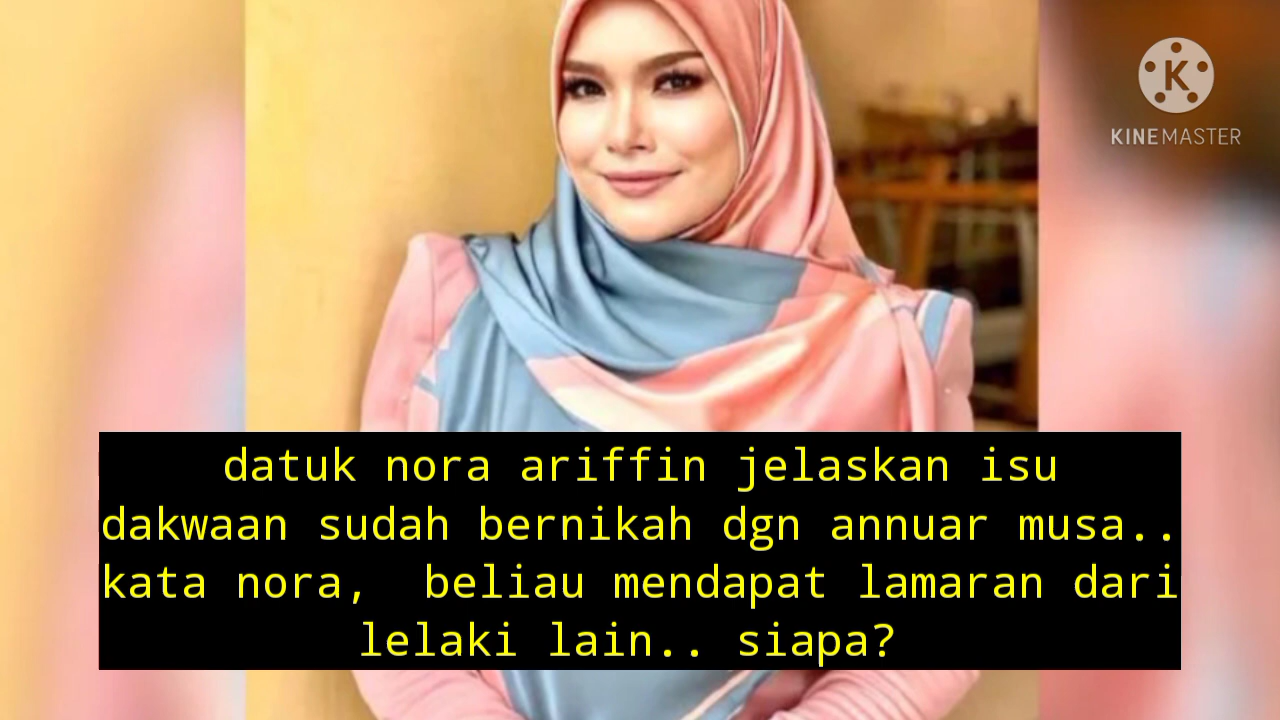 K
KINEMASTER
datuk nora ariffin jelaskan isu
dakwaan sudah bernikah dgn annuar musa..
kata nora, beliau mendapat lamaran dari
lelaki lain.. siapa?